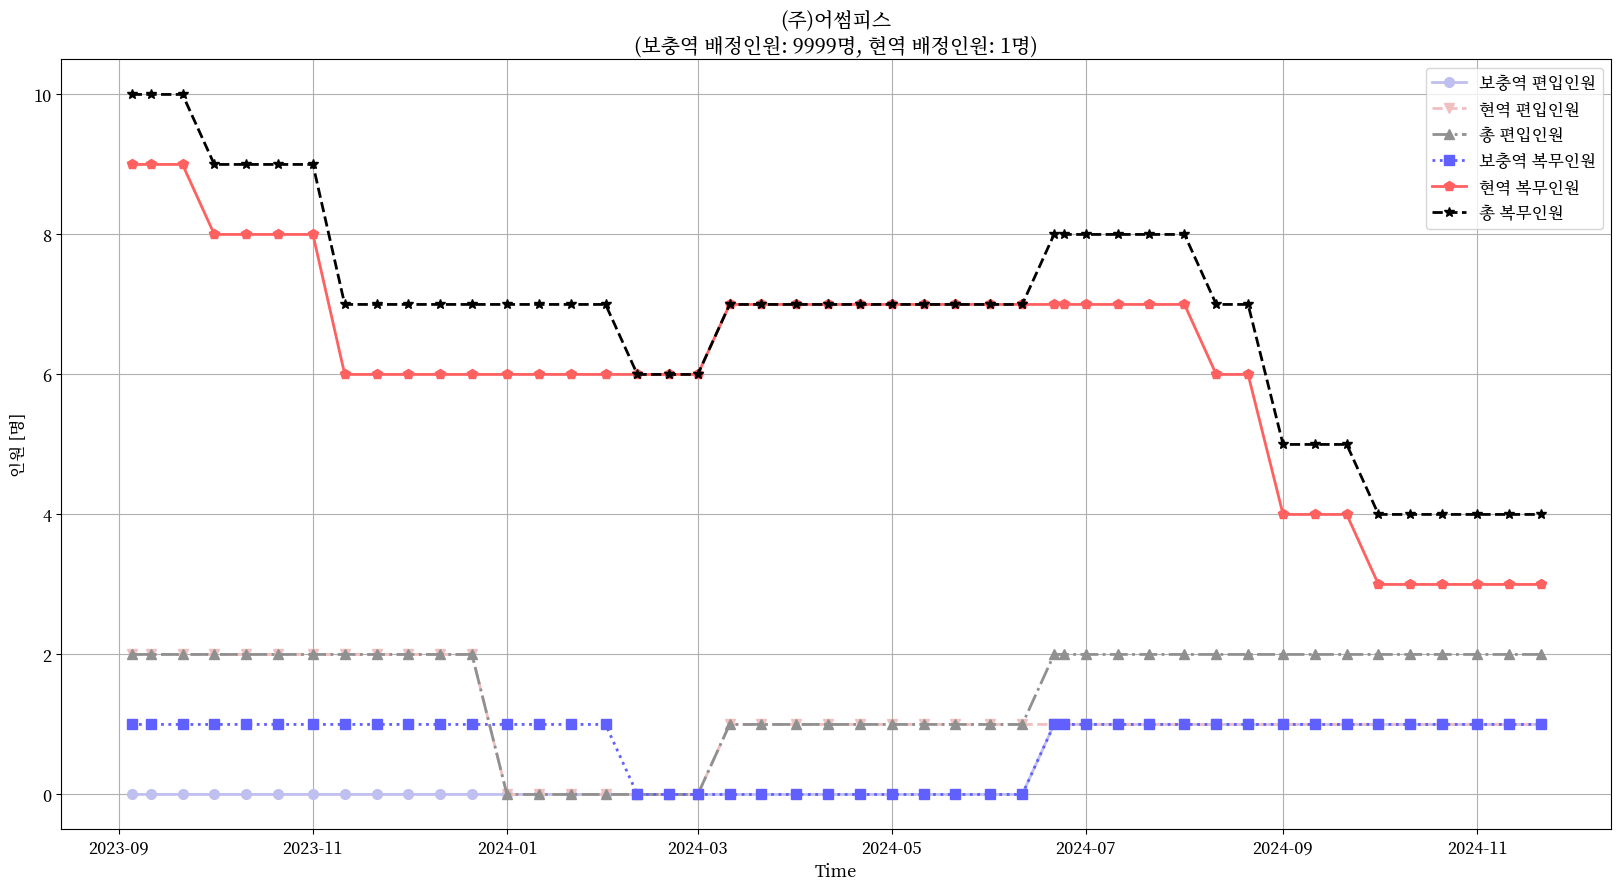 (주)어썸피스
(보충역 배정인원: 9999명, 현역 배정인원: 1명)
보충역 편입인원
현역 편입인원
총 편입인원
보충역 복무인원
현역 복무인원
총 복무인원
인원 [명]
10
8
6
4
2
0
2023-09
2023-11
2024-01
2024-03
2024-05
2024-07
2024-09
2024-11
Time